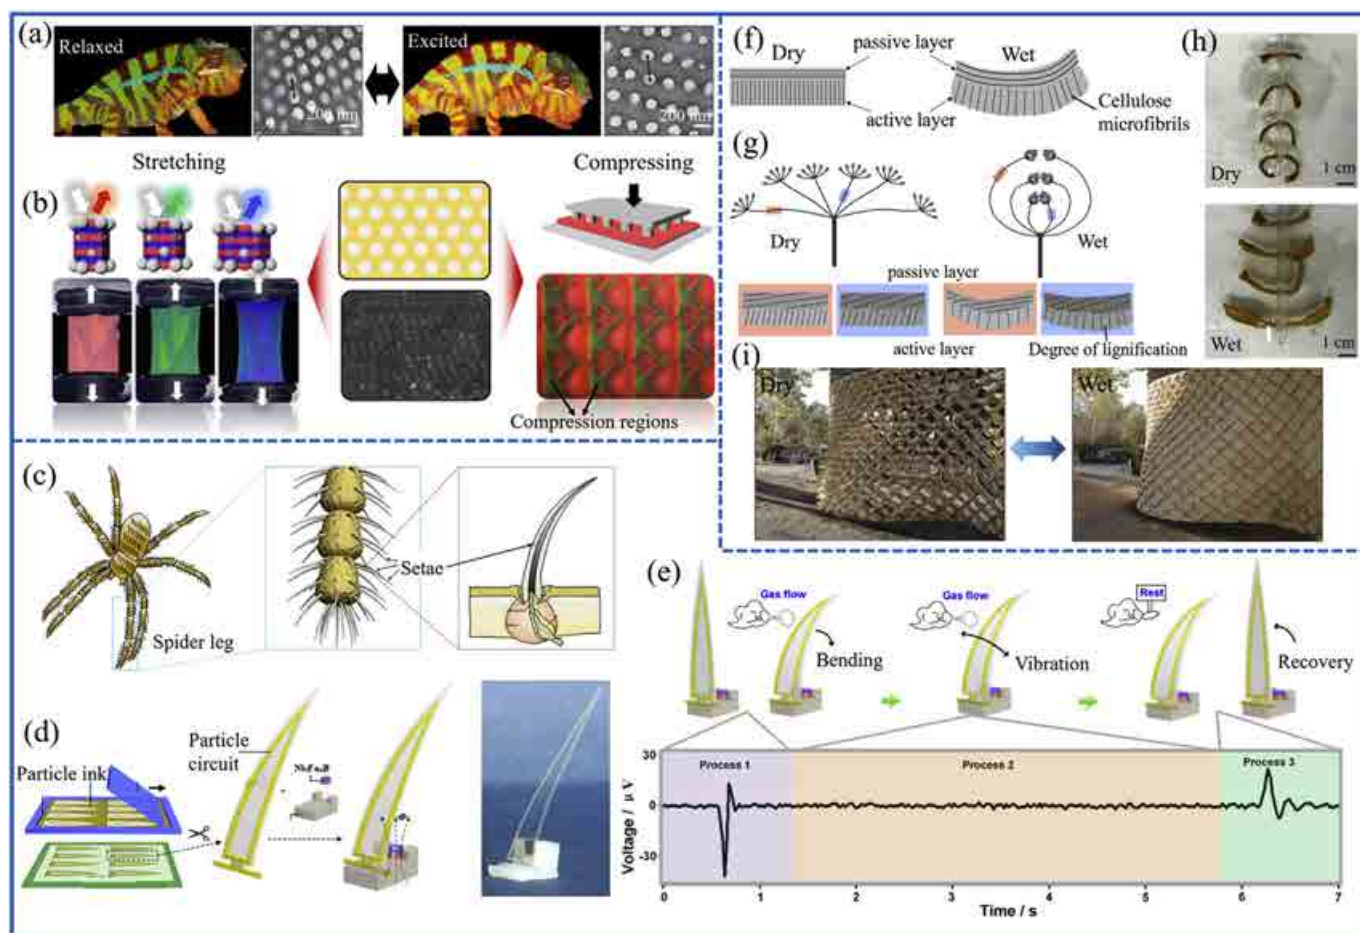 (a)
Relaxed
200 nm
Excited
200 nm
Stretching
Compressing
(b)
Compression regions
(c)
Spider leg
Setae
(d)
Particle ink
Particle
circuit
(e)
Gas flow
Bending
Gas flow
Vibration
Rest
Recovery
Process 1
Process 2
Process 3
Voltage / μV
30
0
-30
0
1
2
3
4
5
6
7
Time / s
(f)
Dry
passive layer
Wet
active layer
Cellulose
microfibrils
(g)
Dry
Wet
passive layer
active layer
Degree of lignification
(h)
Dry
1 cm
Wet
1 cm
(i)
Dry
Wet